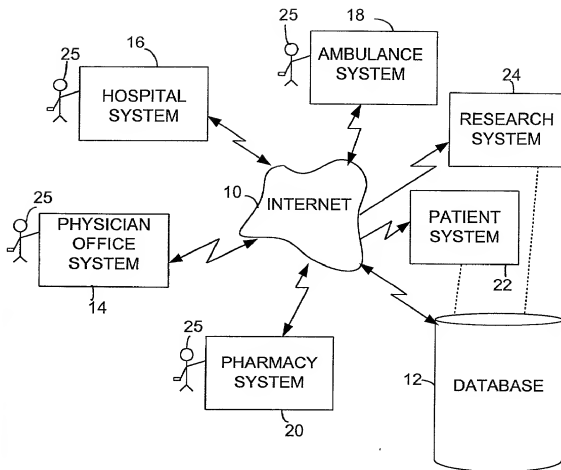 25
16
HOSPITAL
SYSTEM
25
18
AMBULANCE
SYSTEM
24
RESEARCH
SYSTEM
10
INTERNET
PATIENT
SYSTEM
22
25
PHYSICIAN
OFFICE
SYSTEM
14
25
PHARMACY
SYSTEM
20
12
DATABASE